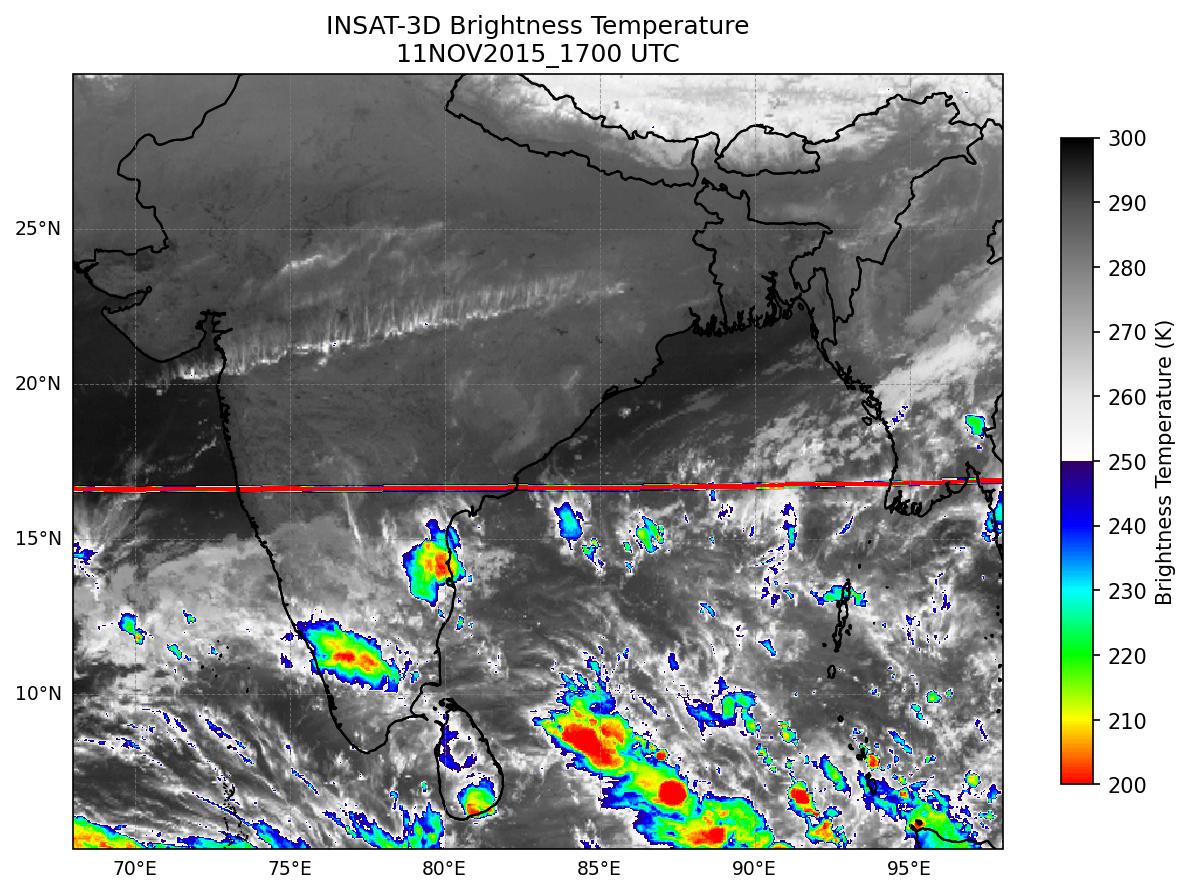 INSAT-3D Brightness Temperature
11NOV2015_1700 UTC
25°N
20°N
15°N
10°N
70°E
75°E
80°E
85°E
90°E
95°E
300
290
280
270
260
250
240
230
220
210
200
Brightness Temperature (K)